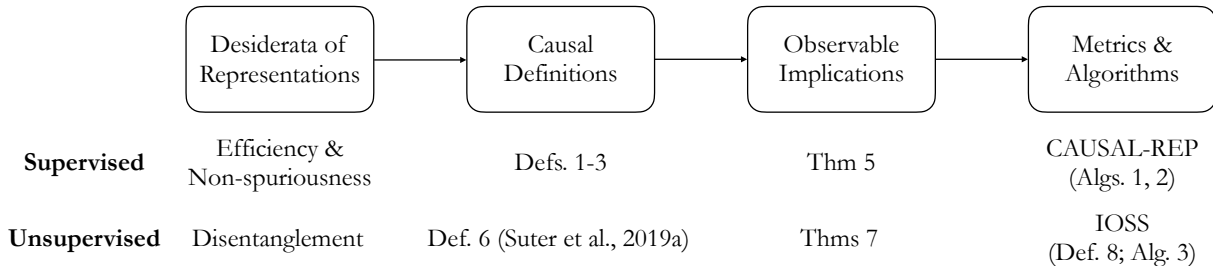 Desiderata of
Representations
Causal
Definitions
Observable
Implications
Metrics &
Algorithms
Supervised
Efficiency &
Non-spuriousness
Defs. 1-3
Thm 5
CAUSAL-REP
(Algs. 1, 2)
Unsupervised
Disentanglement
Def. 6 (Suter et al., 2019a)
Thms 7
IOSS
(Def. 8; Alg. 3)